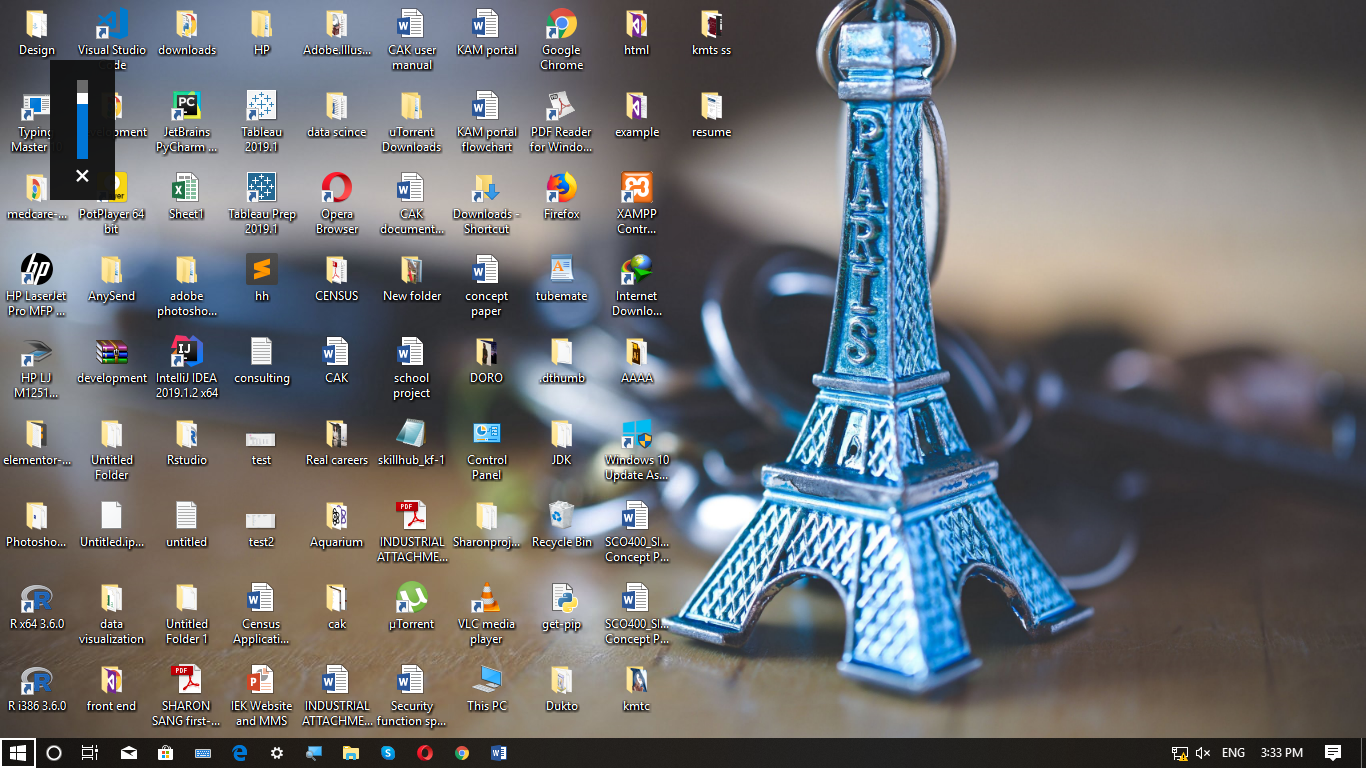 Design
Visual Studio
downloads
HP
Adobe.Illus...
CAK user
manual
KAM portal
Google
Chrome
html
kmts ss
Typing
Master
JetBrains
PyCharm ...
Tableau
2019.1
data scince
uTorrent
Downloads
KAM portal
flowchart
PDF Reader
for Windo...
example
resume
medcare-...
PotPlayer 64
bit
Sheet1
Tableau Prep
2019.1
Opera
Browser
CAK
document...
Downloads -
Shortcut
Firefox
XAMPP
Contr...
HP LaserJet
Pro MFP ...
AnySend
adobe
photosho...
hh
CENSUS
New folder
concept
paper
tubemate
Internet
Downlo...
HP LJ
M1251...
development
IntelliJ IDEA
2019.1.2 x64
consulting
CAK
school
project
DORO
.dthumb
AAAA
elementor-...
Untitled
Folder
Rstudio
test
Real careers
skillhub_kf-1
Control
Panel
JDK
Windows 10
Update As...
Photosho...
Untitled.ip...
untitled
test2
Aquarium
INDUSTRIAL
ATTACHME...
Sharonproj...
Recycle Bin
SCO400_Sl...
Concept P...
R x64 3.6.0
data
visualization
Untitled
Folder 1
Census
Applicati...
cak
µTorrent
VLC media
player
get-pip
SCO400_Sl...
Concept P...
R i386 3.6.0
front end
SHARON
SANG first-...
IEK Website
and MMS
INDUSTRIAL
ATTACHME...
Security
function sp...
This PC
Dukto
kmtc
PARIS
ENG
3:33 PM